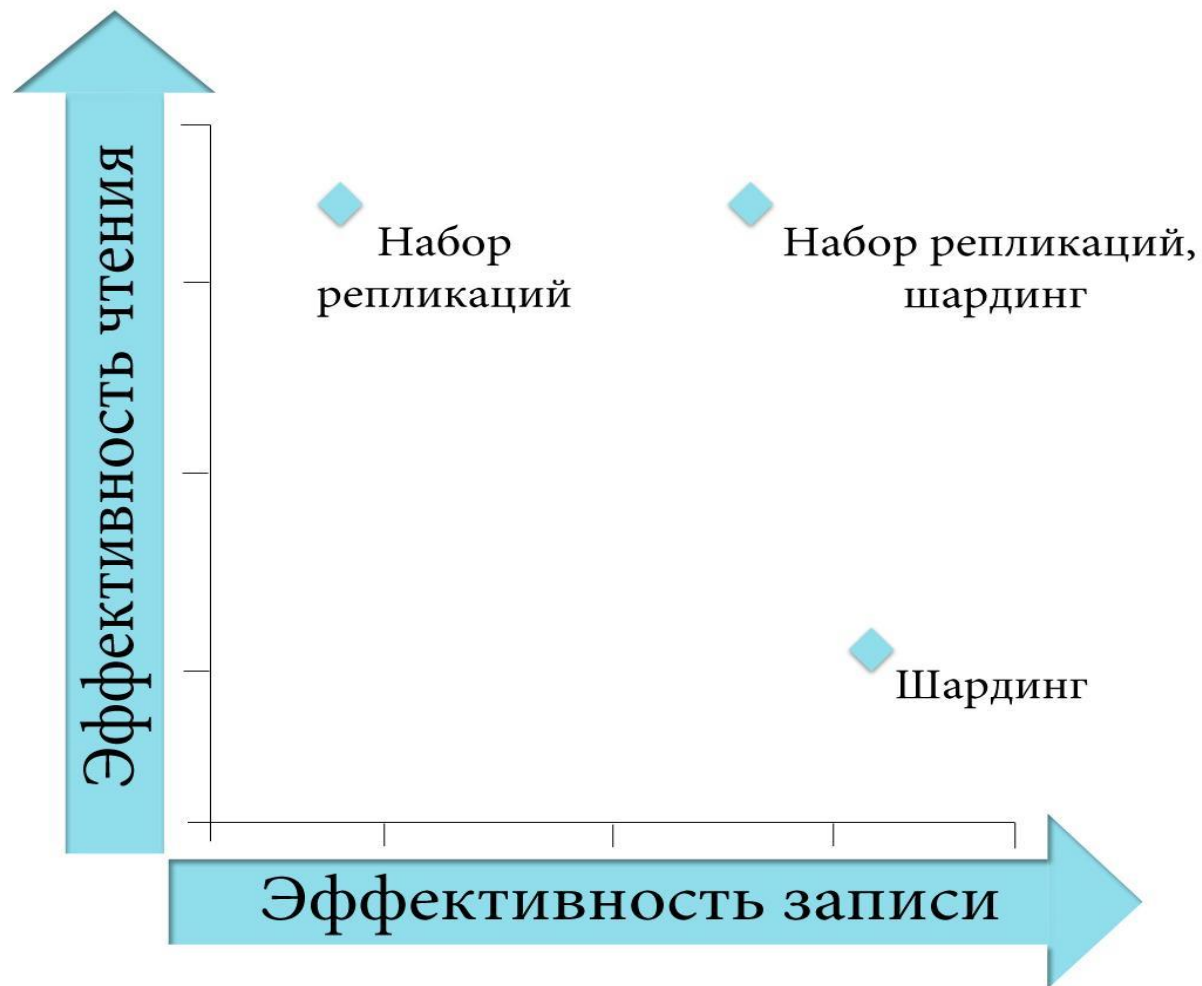 Эффективность чтения
Набор
репликаций
Набор репликаций,
шардинг
Шардинг
Эффективность записи